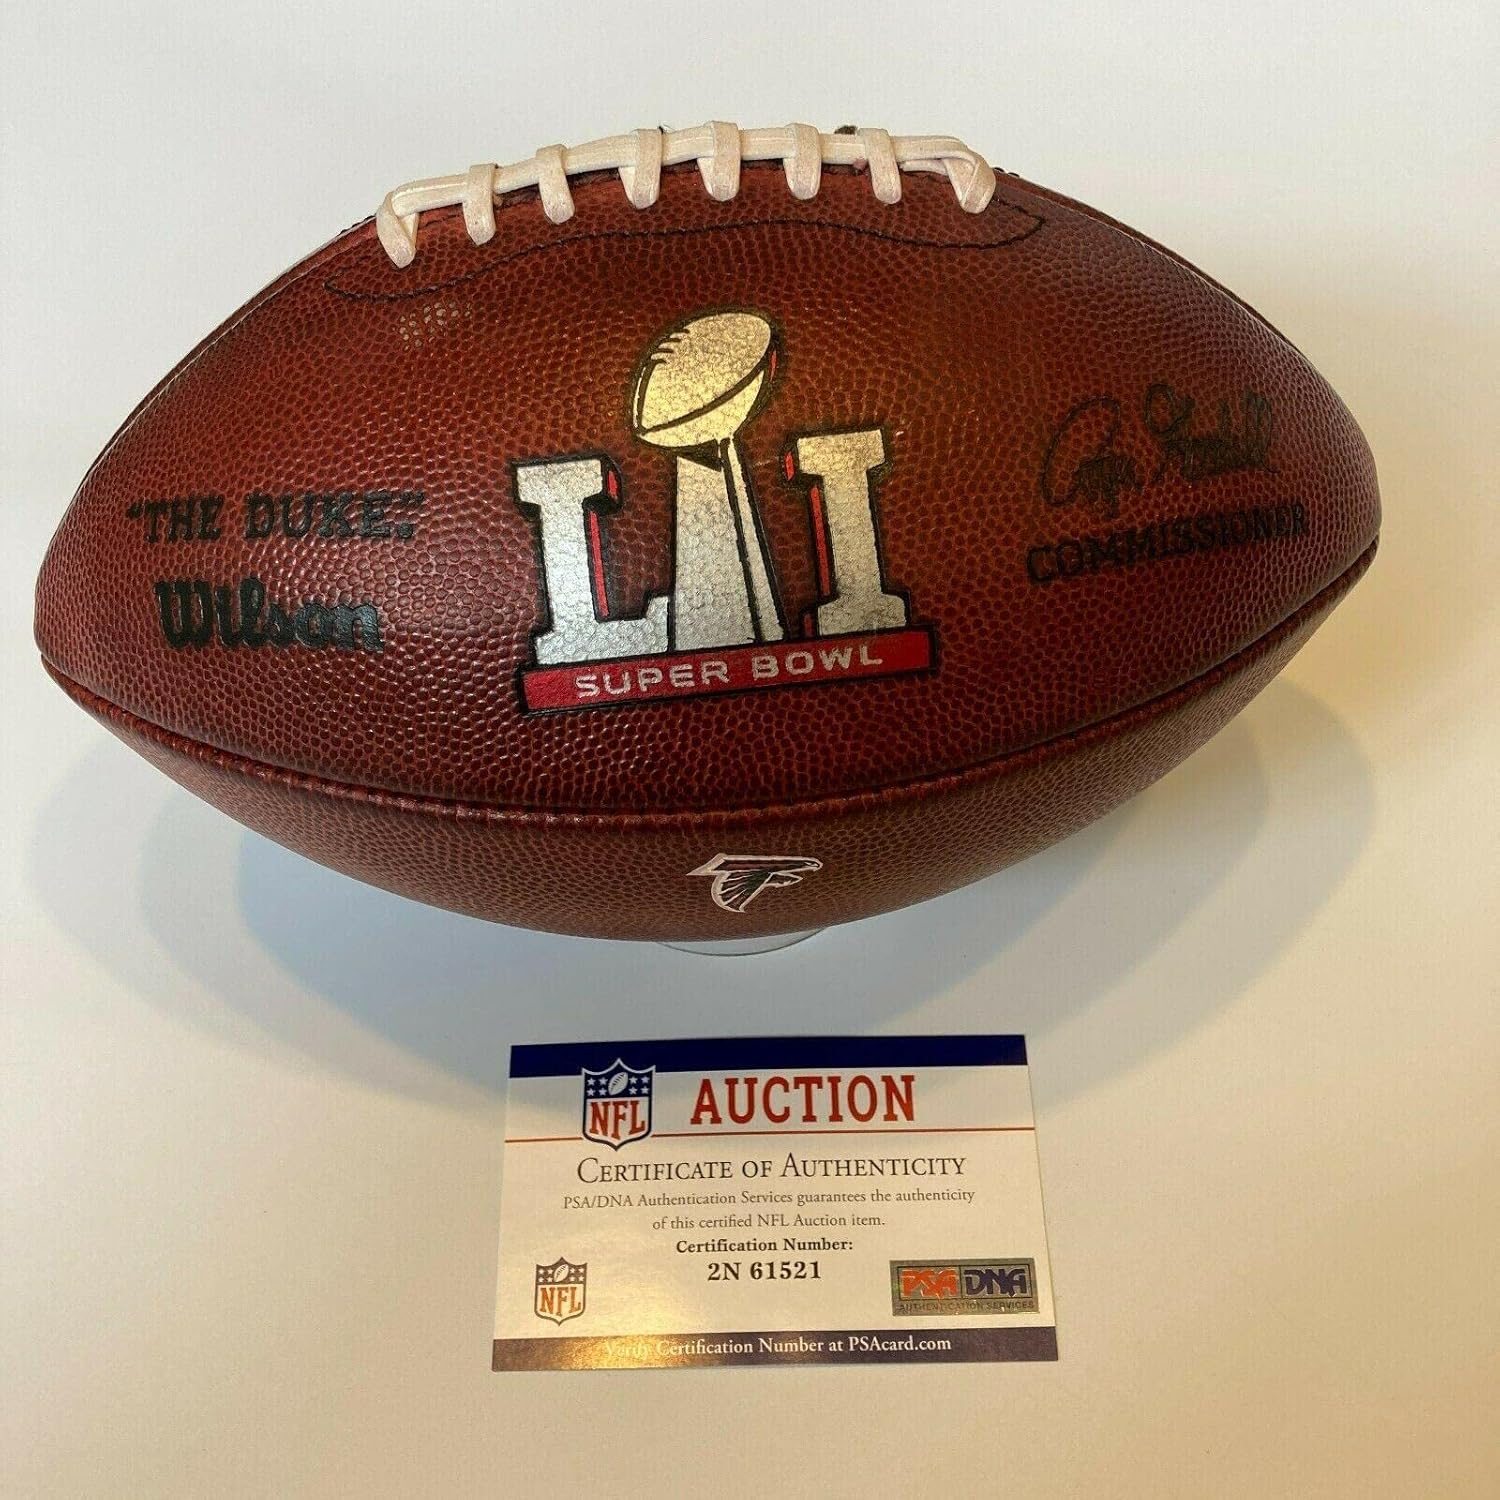 "THE DUKE."
Wilson
LI
SUPER BOWL
Roger Goodell
COMMISSIONER
NFL
AUCTION
CERTIFICATE OF AUTHENTICITY
PSA/DNA Authentication Services guarantees the authenticity
of this certified NFL Auction item.
Certification Number:
2N 61521
NFL
PSA DNA
AUTHENTICATION SERVICES
Verify Certification Number at PSAcard.com